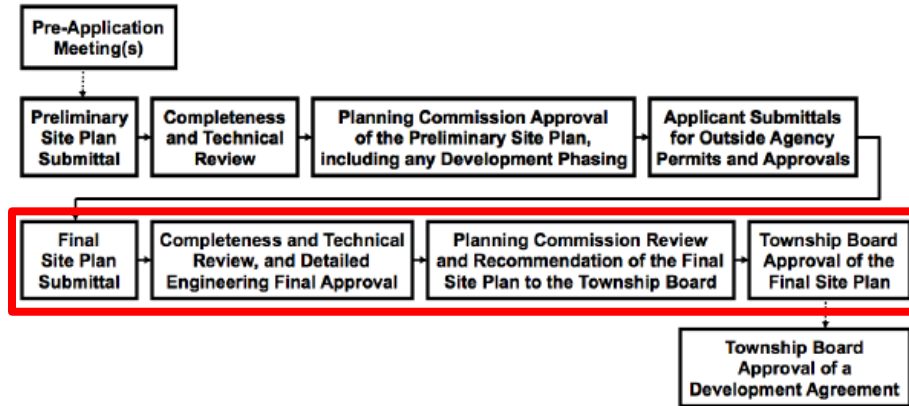 Pre-Application
Meeting(s)
Preliminary
Site Plan
Submittal
Completeness
and Technical
Review
Planning Commission Approval
of the Preliminary Site Plan,
including any Development Phasing
Applicant Submittals
for Outside Agency
Permits and Approvals
Final
Site Plan
Submittal
Completeness and Technical
Review, and Detailed
Engineering Final Approval
Planning Commission Review
and Recommendation of the Final
Site Plan to the Township Board
Township Board
Approval of the
Final Site Plan
Township Board
Approval of a
Development Agreement